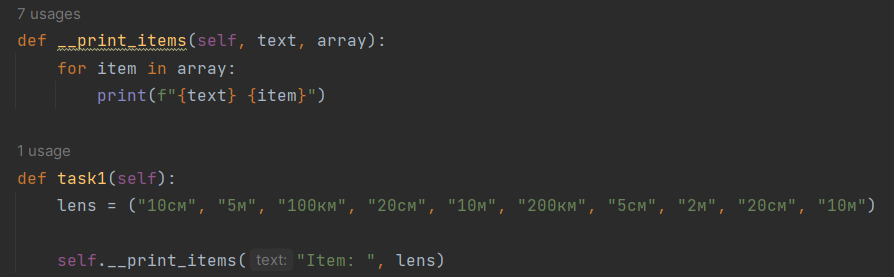 7 usages
def __print_items(self, text, array):
    for item in array:
        print(f"{text} {item}")
1 usage
def task1(self):
    lens = ("10см", "5м", "100км", "20см", "10м", "200км", "5см", "2м", "20см", "10м")
    self.__print_items( text: "Item: ", lens)